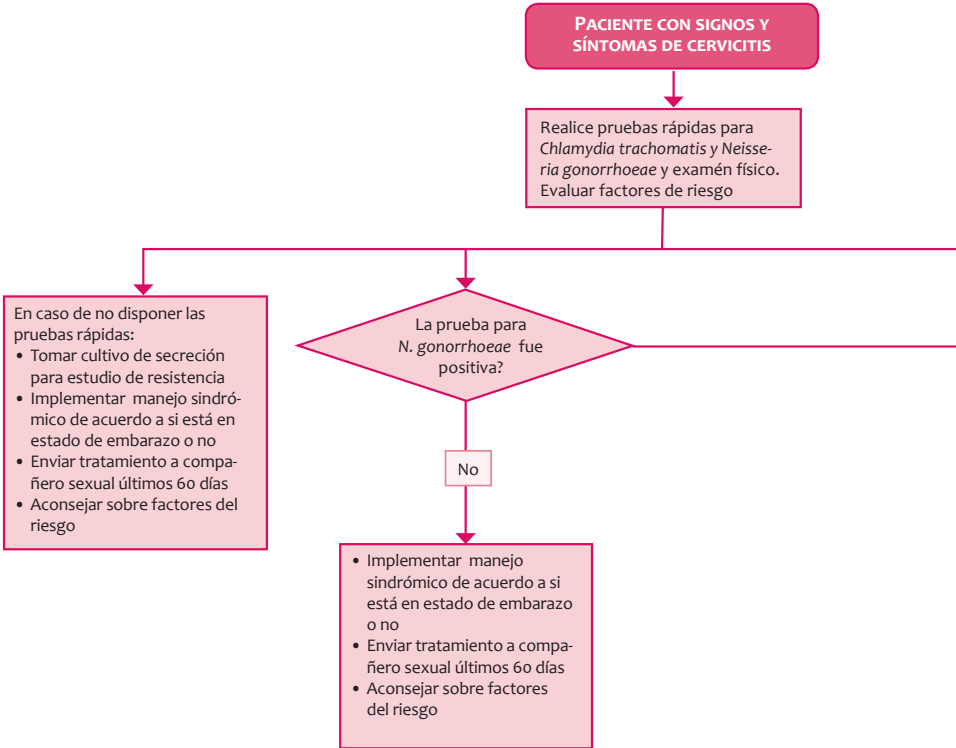 PACIENTE CON SIGNOS Y
SÍNTOMAS DE CERVICITIS
Realice pruebas rápidas para
Chlamydia trachomatis y Neisse-
ria gonorrhoeae y examén físico.
Evaluar factores de riesgo
En caso de no disponer las
pruebas rápidas:
• Tomar cultivo de secreción
para estudio de resistencia
• Implementar manejo sindró-
mico de acuerdo a si está en
estado de embarazo o no
• Enviar tratamiento a compa-
ñero sexual últimos 60 días
• Aconsejar sobre factores del
riesgo
La prueba para
N. gonorrhoeae fue
positiva?
No
• Implementar manejo
sindrómico de acuerdo a si
está en estado de embarazo
o no
• Enviar tratamiento a compa-
ñero sexual últimos 60 días
• Aconsejar sobre factores
del riesgo